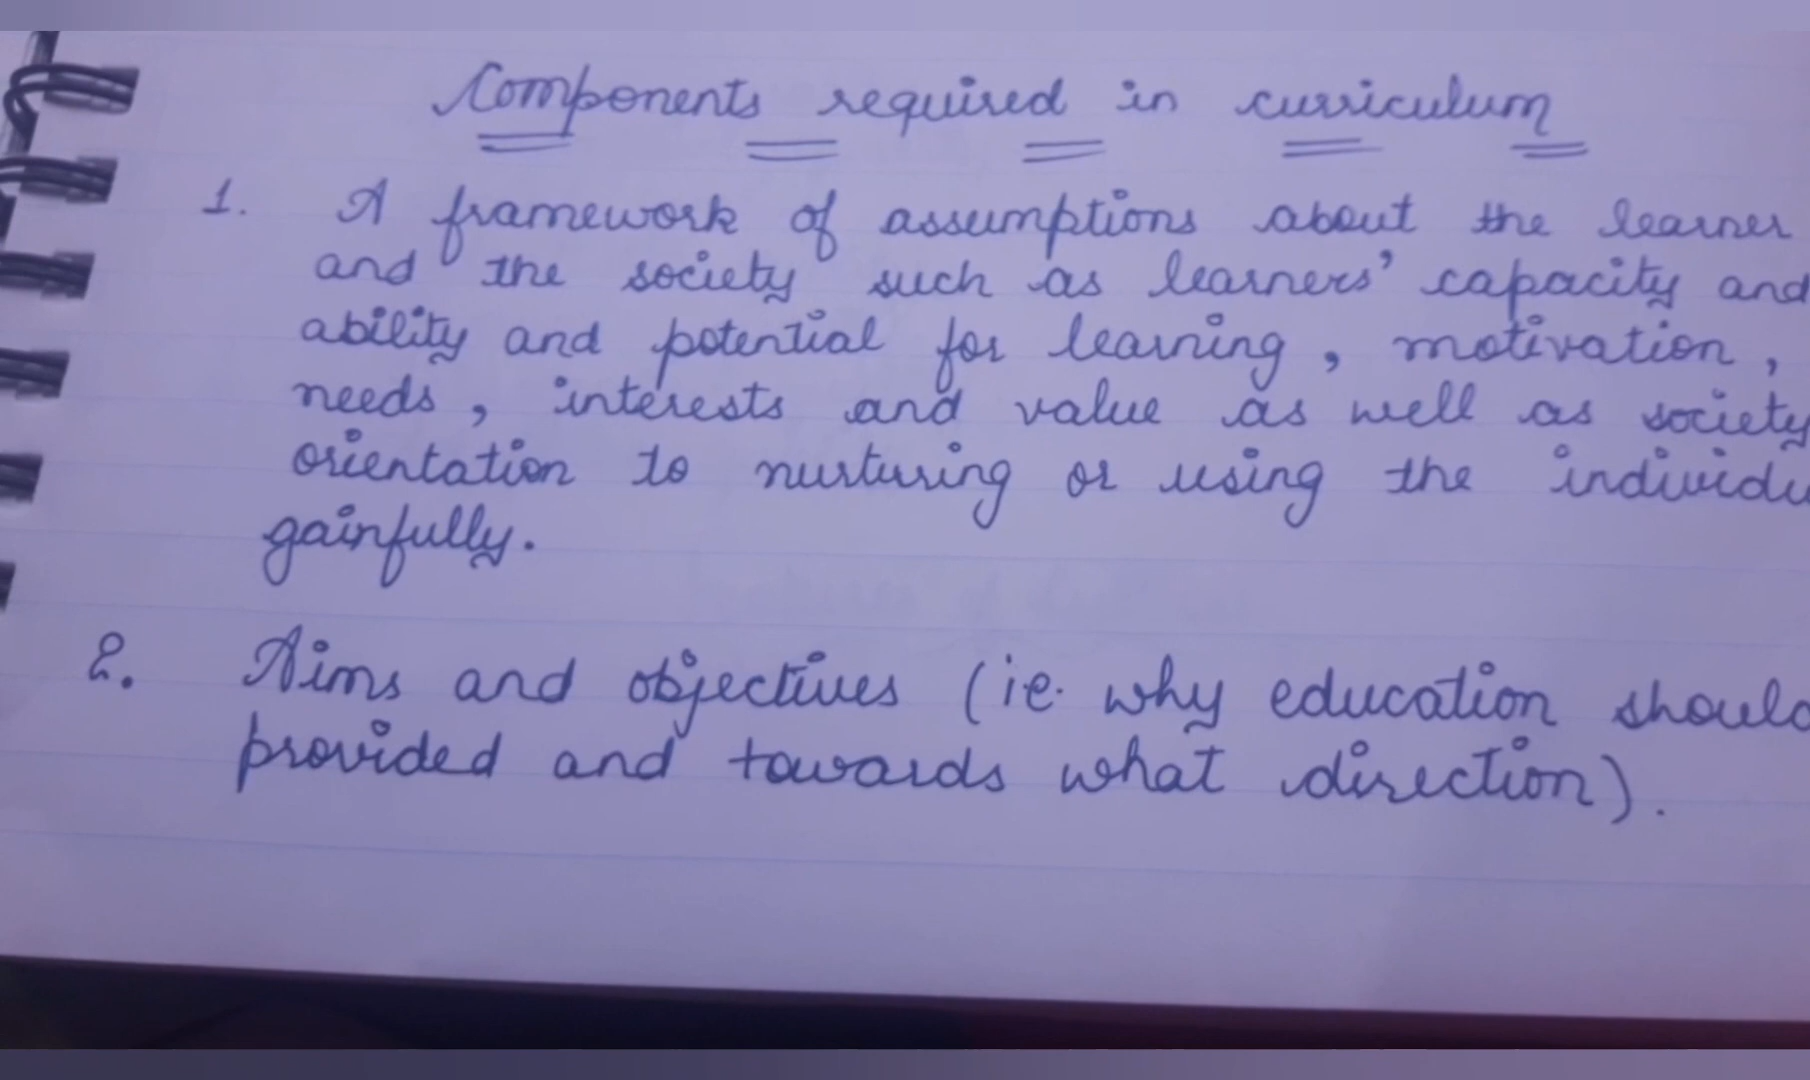 Components required in curriculum
1. A framework of assumptions about the learner
and the society such as learners' capacity and
ability and potential for learning, motivation,
needs, interests and value as well as society
orientation to nurturing or using the individu
gainfully.
2. Aims and objectives (i.e. why education should
provided and towards what direction).